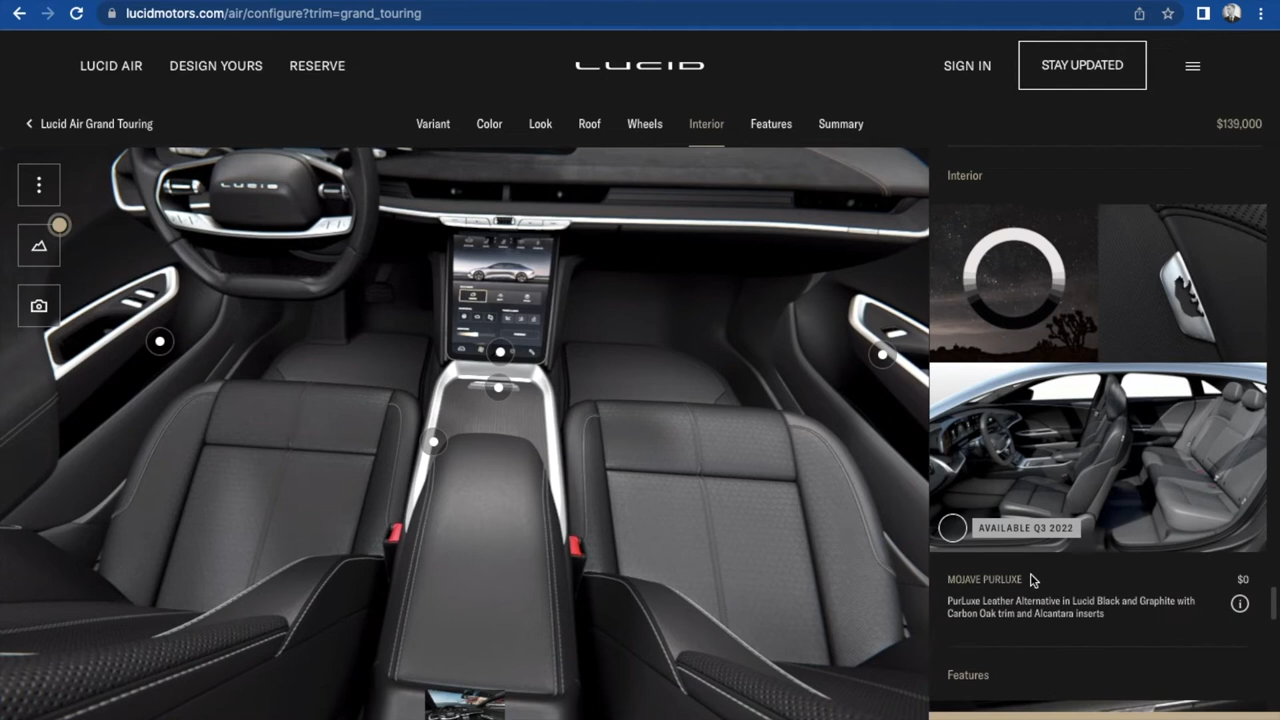 lucidmotors.com/air/configure?trim=grand_touring
LUCID AIR
DESIGN YOURS
RESERVE
LUCID
SIGN IN
STAY UPDATED
Lucid Air Grand Touring
Variant
Color
Look
Roof
Wheels
Interior
Features
Summary
$139,000
LUCID
Interior
AVAILABLE Q3 2022
MOJAVE PURLUXE
$0
PurLuxe Leather Alternative in Lucid Black and Graphite with
Carbon Oak trim and Alcantara inserts
Features